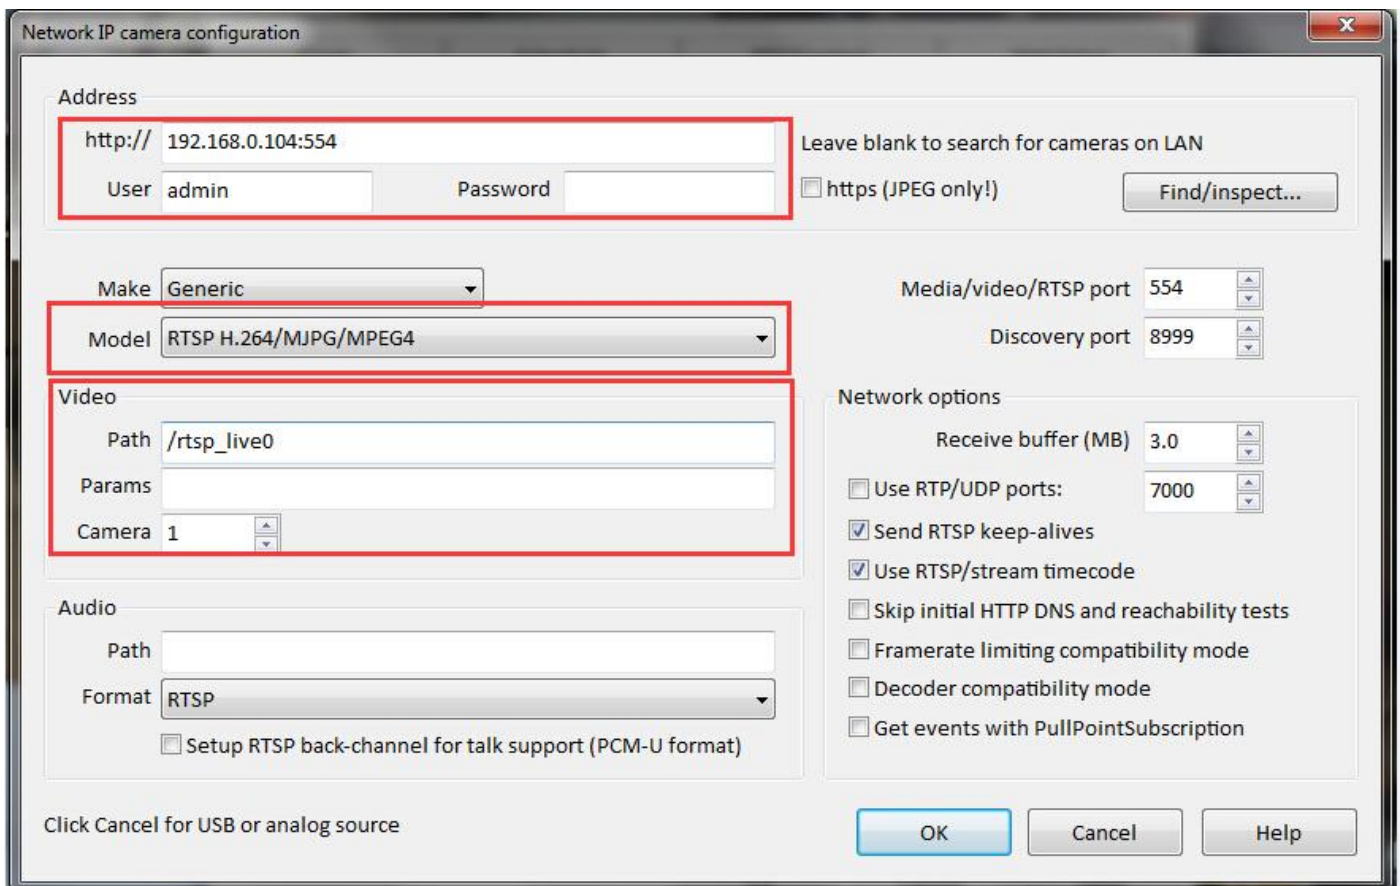 Network IP camera configuration
X
Address
http:// 192.168.0.104:554
Leave blank to search for cameras on LAN
User admin Password
https (JPEG only!) Find/inspect...
Make Generic
Media/video/RTSP port 554
Model RTSP H.264/MJPG/MPEG4
Discovery port 8999
Video
Path /rtsp_live0
Params
Camera 1
Network options
Receive buffer (MB) 3.0
Use RTP/UDP ports: 7000
Send RTSP keep-alives
Use RTSP/stream timecode
Skip initial HTTP DNS and reachability tests
Framerate limiting compatibility mode
Decoder compatibility mode
Get events with PullPointSubscription
Audio
Path
Format RTSP
Setup RTSP back-channel for talk support (PCM-U format)
Click Cancel for USB or analog source
OK Cancel Help